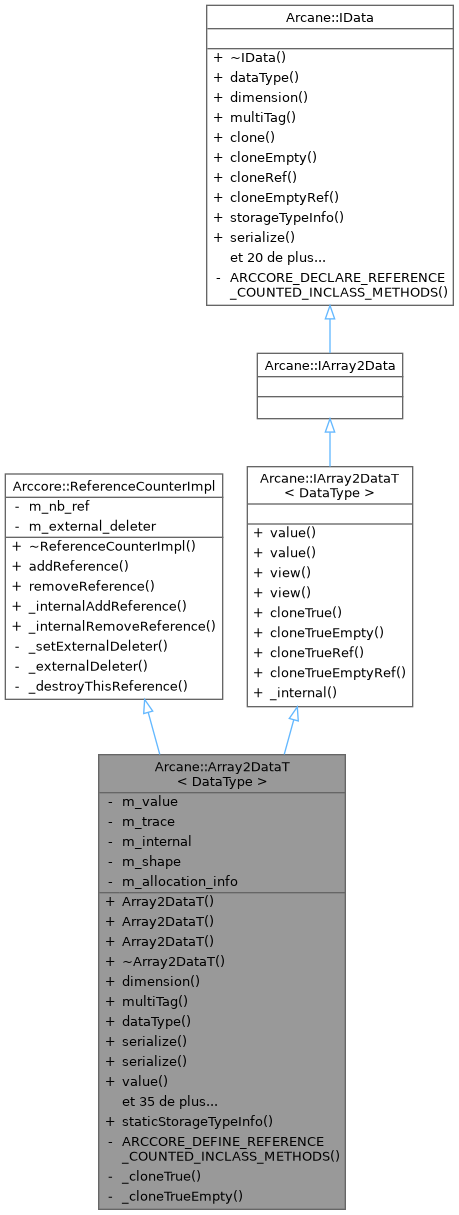 Arcane::IData
+ ~IData()
+ dataType()
+ dimension()
+ multiTag()
+ clone()
+ cloneEmpty()
+ cloneRef()
+ cloneEmptyRef()
+ storageTypeInfo()
+ serialize()
et 20 de plus...
- ARCCORE_DECLARE_REFERENCE
_COUNTED_INCLASS_METHODS()
Arcane::IArray2Data
Arcane::IArray2DataT
< DataType >
+ value()
+ value()
+ view()
+ view()
+ cloneTrue()
+ cloneTrueEmpty()
+ cloneTrueRef()
+ cloneTrueEmptyRef()
+ _internal()
Arccore::ReferenceCounterImpl
- m_nb_ref
- m_external_deleter
+ ~ReferenceCounterImpl()
+ addReference()
+ removeReference()
+ _internalAddReference()
+ _internalRemoveReference()
- _setExternalDeleter()
- _externalDeleter()
- _destroyThisReference()
Arcane::Array2DataT
< DataType >
- m_value
- m_trace
- m_internal
- m_shape
- m_allocation_info
+ Array2DataT()
+ Array2DataT()
+ Array2DataT()
+ ~Array2DataT()
+ dimension()
+ multiTag()
+ dataType()
+ serialize()
+ serialize()
+ value()
et 35 de plus...
+ staticStorageTypeInfo()
- ARCCORE_DEFINE_REFERENCE
_COUNTED_INCLASS_METHODS()
- _cloneTrue()
- _cloneTrueEmpty()